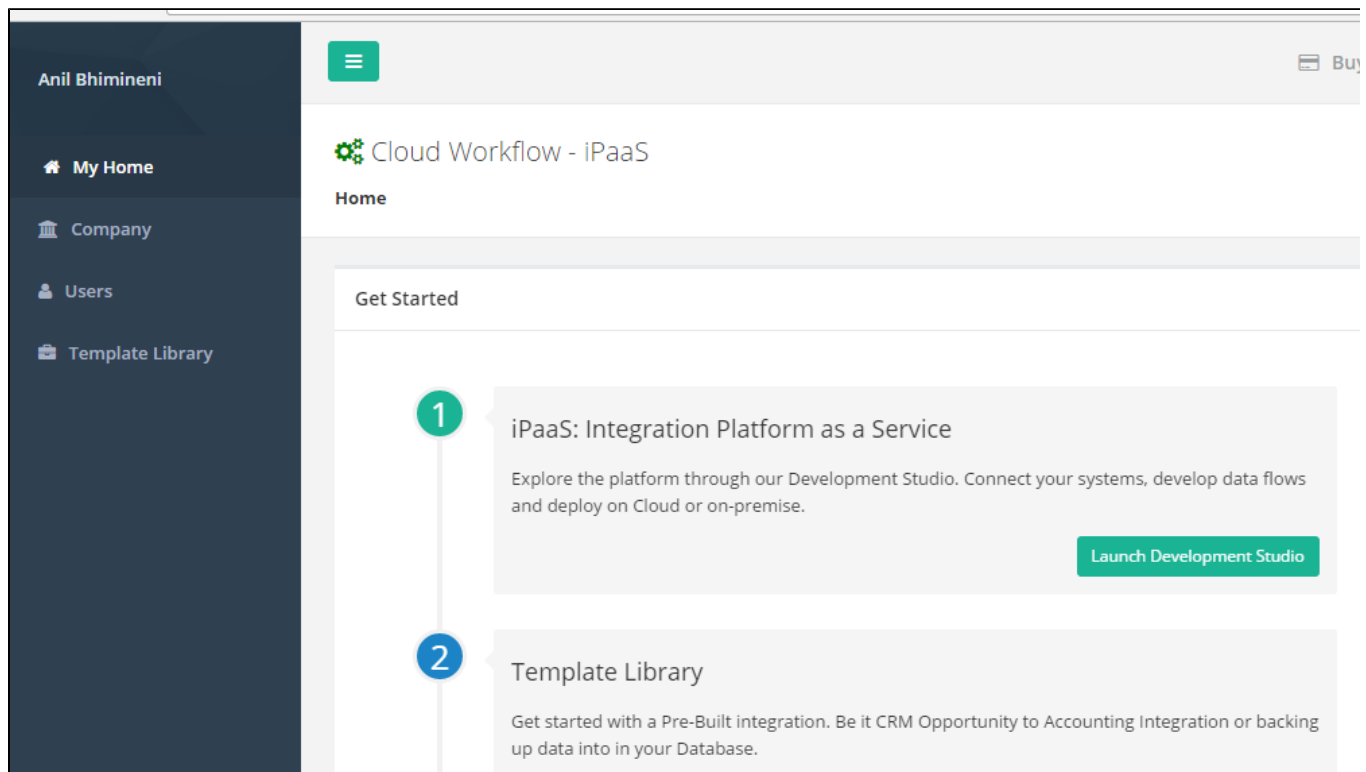 Anil Bhimineni
My Home
Company
Users
Template Library
Buy
Cloud Workflow - iPaaS
Home
Get Started
1
iPaaS: Integration Platform as a Service
Explore the platform through our Development Studio. Connect your systems, develop data flows
and deploy on Cloud or on-premise.
Launch Development Studio
2
Template Library
Get started with a Pre-Built integration. Be it CRM Opportunity to Accounting Integration or backing
up data into in your Database.